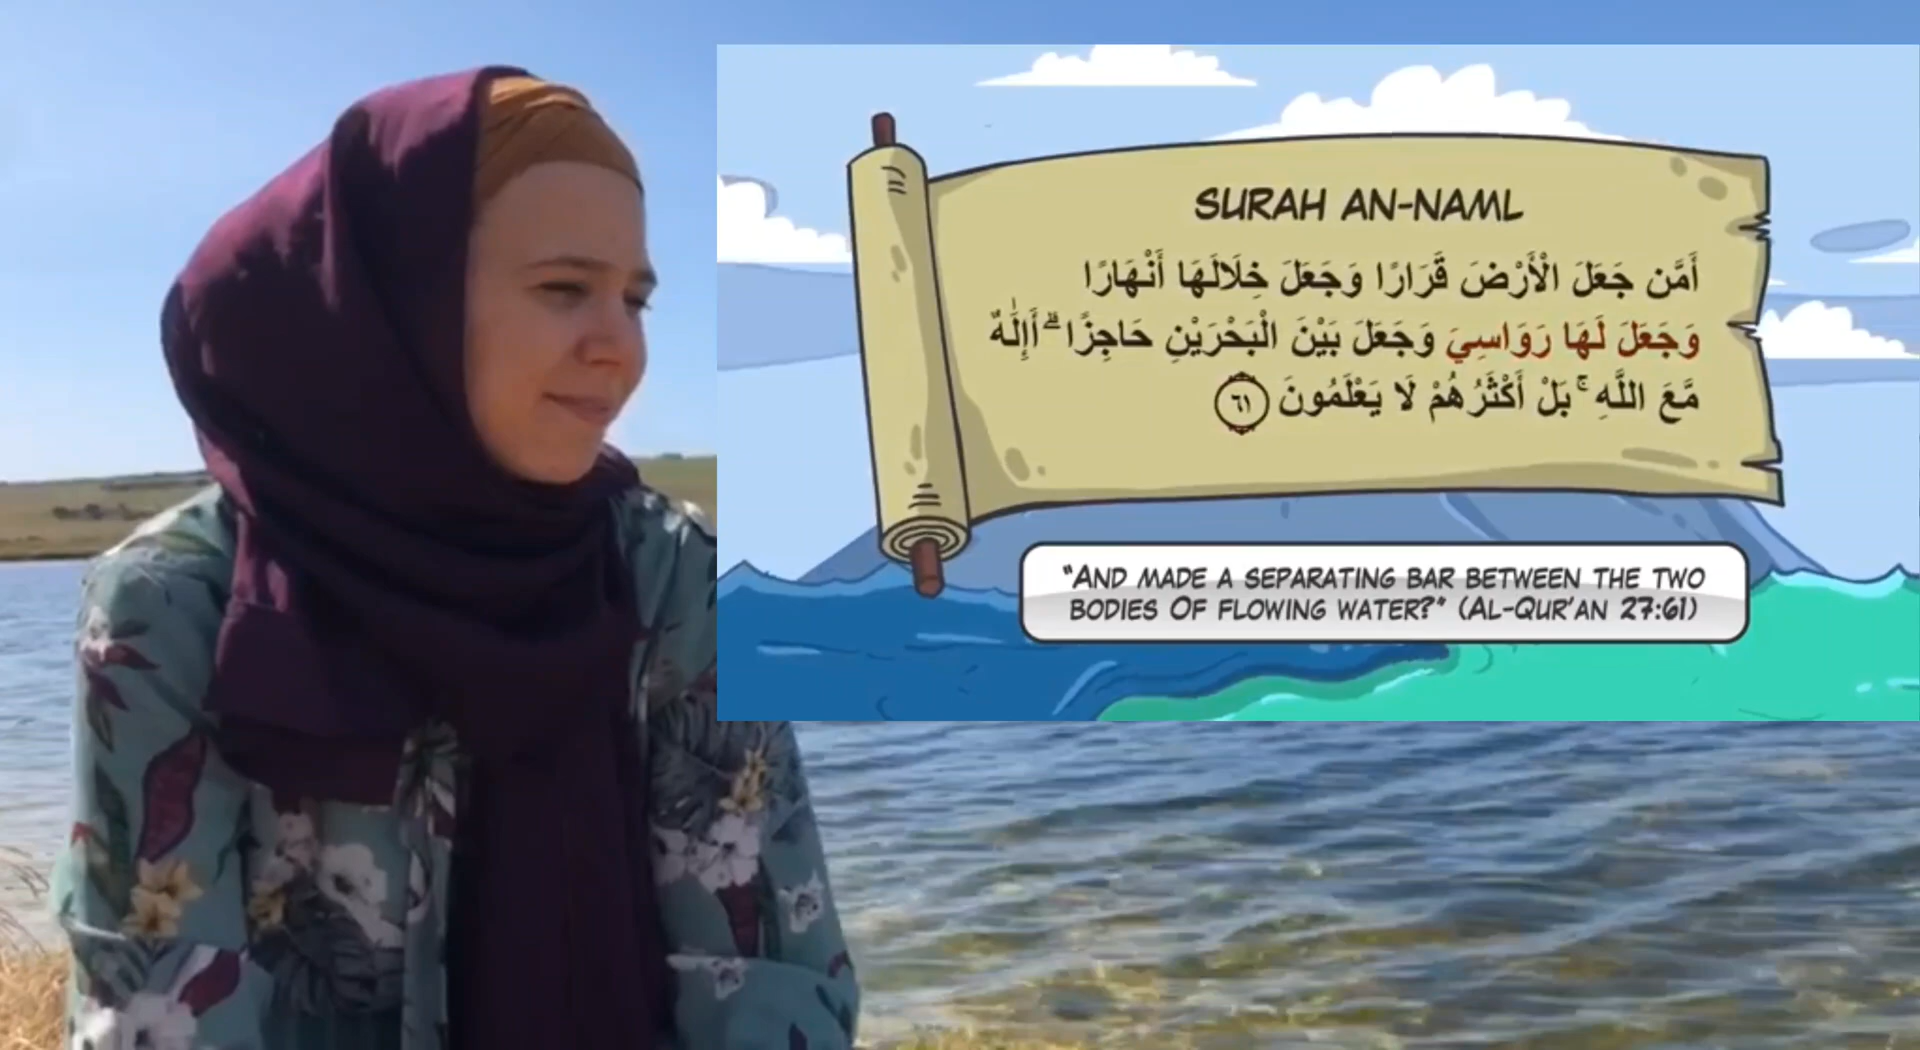 SURAH AN-NAML
أَمَّن جَعَلَ الْأَرْضَ قَرَارًا وَجَعَلَ خِلَالَهَا أَنْهَارًا
وَجَعَلَ لَهَا رَوَاسِيَ وَجَعَلَ بَيْنَ الْبَحْرَيْنِ حَاجِزًا ۗ أَإِلَٰهٌ
مَّعَ اللَّهِ ۚ بَلْ أَكْثَرُهُمْ لَا يَعْلَمُونَ ٦١
"AND MADE A SEPARATING BAR BETWEEN THE TWO
BODIES OF FLOWING WATER?" (AL-QUR'AN 27:61)